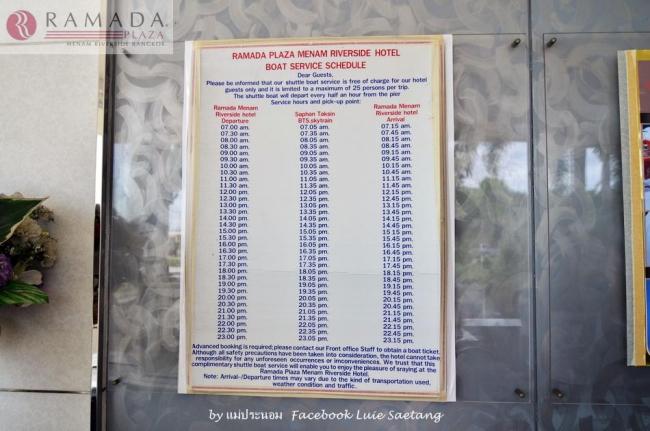 RAMADA
PLAZA
MENAM RIVERSIDE BANGKOK
RAMADA PLAZA MENAM RIVERSIDE HOTEL
BOAT SERVICE SCHEDULE
Dear Guests,
Please be informed that our shuttle boat service is free of charge for our hotel
guests only and it is limited to a maximum of 25 persons per trip.
The shuttle boat will depart every half an hour from the pier
Service hours and pick-up point:
Ramada Menam Riverside hotel Departure Saphan Taksin BTS.skytrain Ramada Menam Riverside hotel Arrival
07.00 am. 07.05 am. 07.15 am.
07.30 am. 07.35 am. 07.45 am.
08.00 am. 08.05 am. 08.15 am.
08.30 am. 08.35 am. 08.45 am.
09.00 am. 09.05 am. 09.15 am.
09.30 am. 09.35 am. 09.45 am.
10.00 am. 10.05 am. 10.15 am.
10.30 am. 10.35 am. 10.45 am.
11.00 am. 11.05 am. 11.15 am.
11.30 am. 11.35 am. 11.45 am.
12.00 pm. 12.05 pm. 12.15 pm.
12.30 pm. 12.35 pm. 12.45 pm.
13.00 pm. 13.05 pm. 13.15 pm.
13.30 pm. 13.35 pm. 13.45 pm.
14.00 pm. 14.05 pm. 14.15 pm.
14.30 pm. 14.35 pm. 14.45 pm.
15.00 pm. 15.05 pm. 15.15 pm.
15.30 pm. 15.35 pm. 15.45 pm.
16.00 pm. 16.05 pm. 16.15 pm.
16.30 pm. 16.35 pm. 16.45 pm.
17.00 pm. 17.05 pm. 17.15 pm.
17.30 pm. 17.35 pm. 17.45 pm.
18.00 pm. 18.05 pm. 18.15 pm.
18.30 pm. 18.35 pm. 18.45 pm.
19.00 pm. 19.05 pm. 19.15 pm.
19.30 pm. 19.35 pm. 19.45 pm.
20.00 pm. 20.05 pm. 20.15 pm.
20.30 pm. 20.35 pm. 20.45 pm.
21.00 pm. 21.05 pm. 21.15 pm.
21.30 pm. 21.35 pm. 21.45 pm.
22.00 pm. 22.05 pm. 22.15 pm.
22.30 pm. 22.35 pm. 22.45 pm.
23.00 pm. 23.05 pm. 23.15 pm.
Advanced booking is required; please contact our Front office Staff to obtain a boat ticket.
Although all safety precautions have been taken into consideration, the hotel cannot take
responsibility for any unforeseen occurrences or imconveniences. We trust that this
complimentary shuttle boat service will enable you to enjoy the pleasure of sraying at the
Ramada Plaza Menam Riverside Hotel.
Note: Arrival-/Departure times may vary due to the kind of transportation used,
weather condition and traffic.
by แม่ประนอม Facebook Luie Saetang